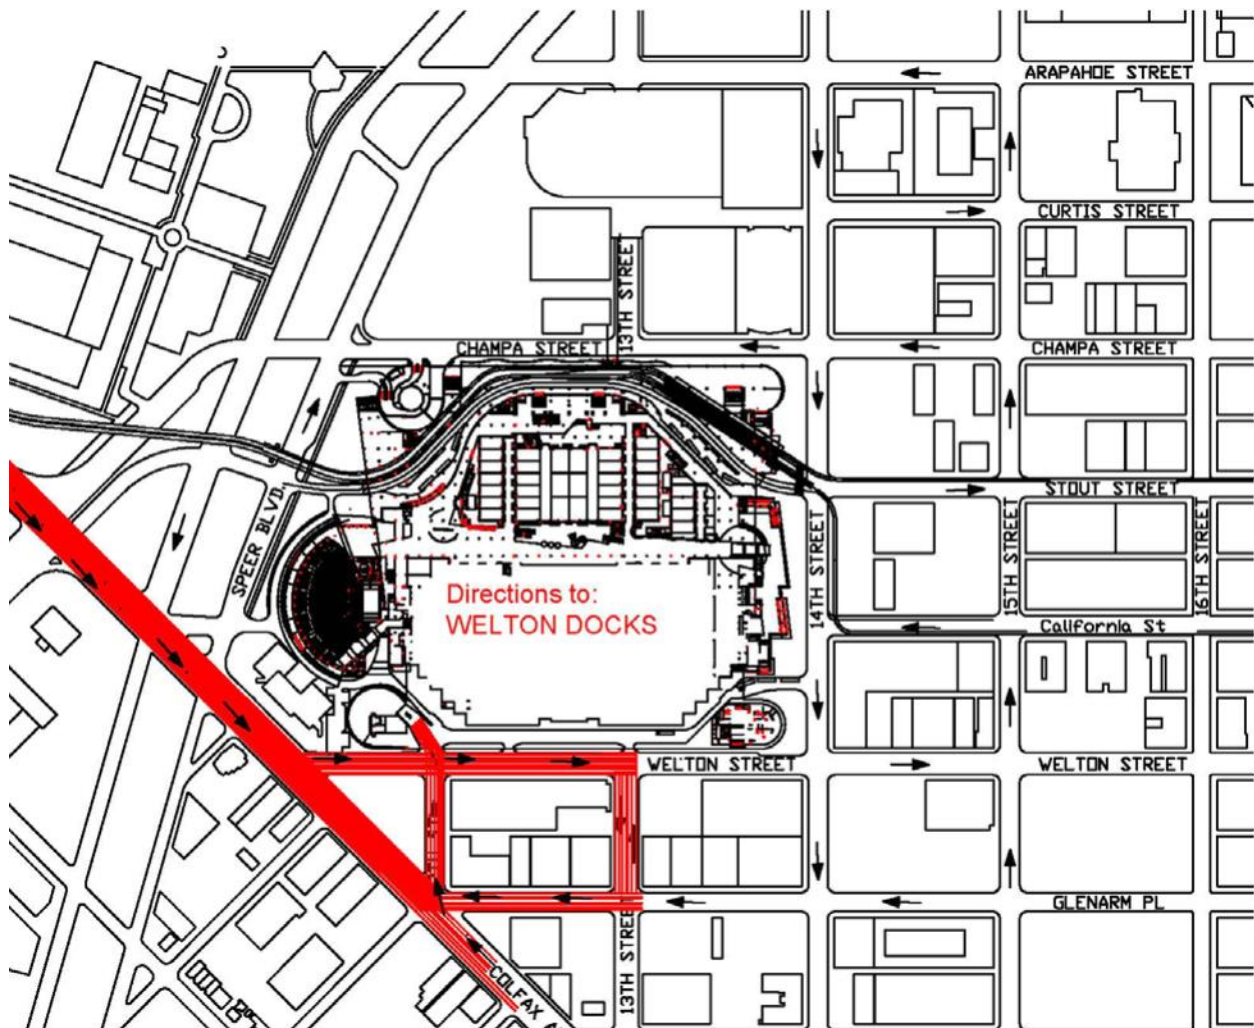 ARAPAHOE STREET
CURTIS STREET
13TH STREET
CHAMPA STREET
CHAMPA STREET
STOUT STREET
SPEER BLVD.
14TH STREET
15TH STREET
16TH STREET
Directions to:
WELTON DOCKS
California St
WELTON STREET
WELTON STREET
GLENARM PL
13TH STREET
COLFAX A